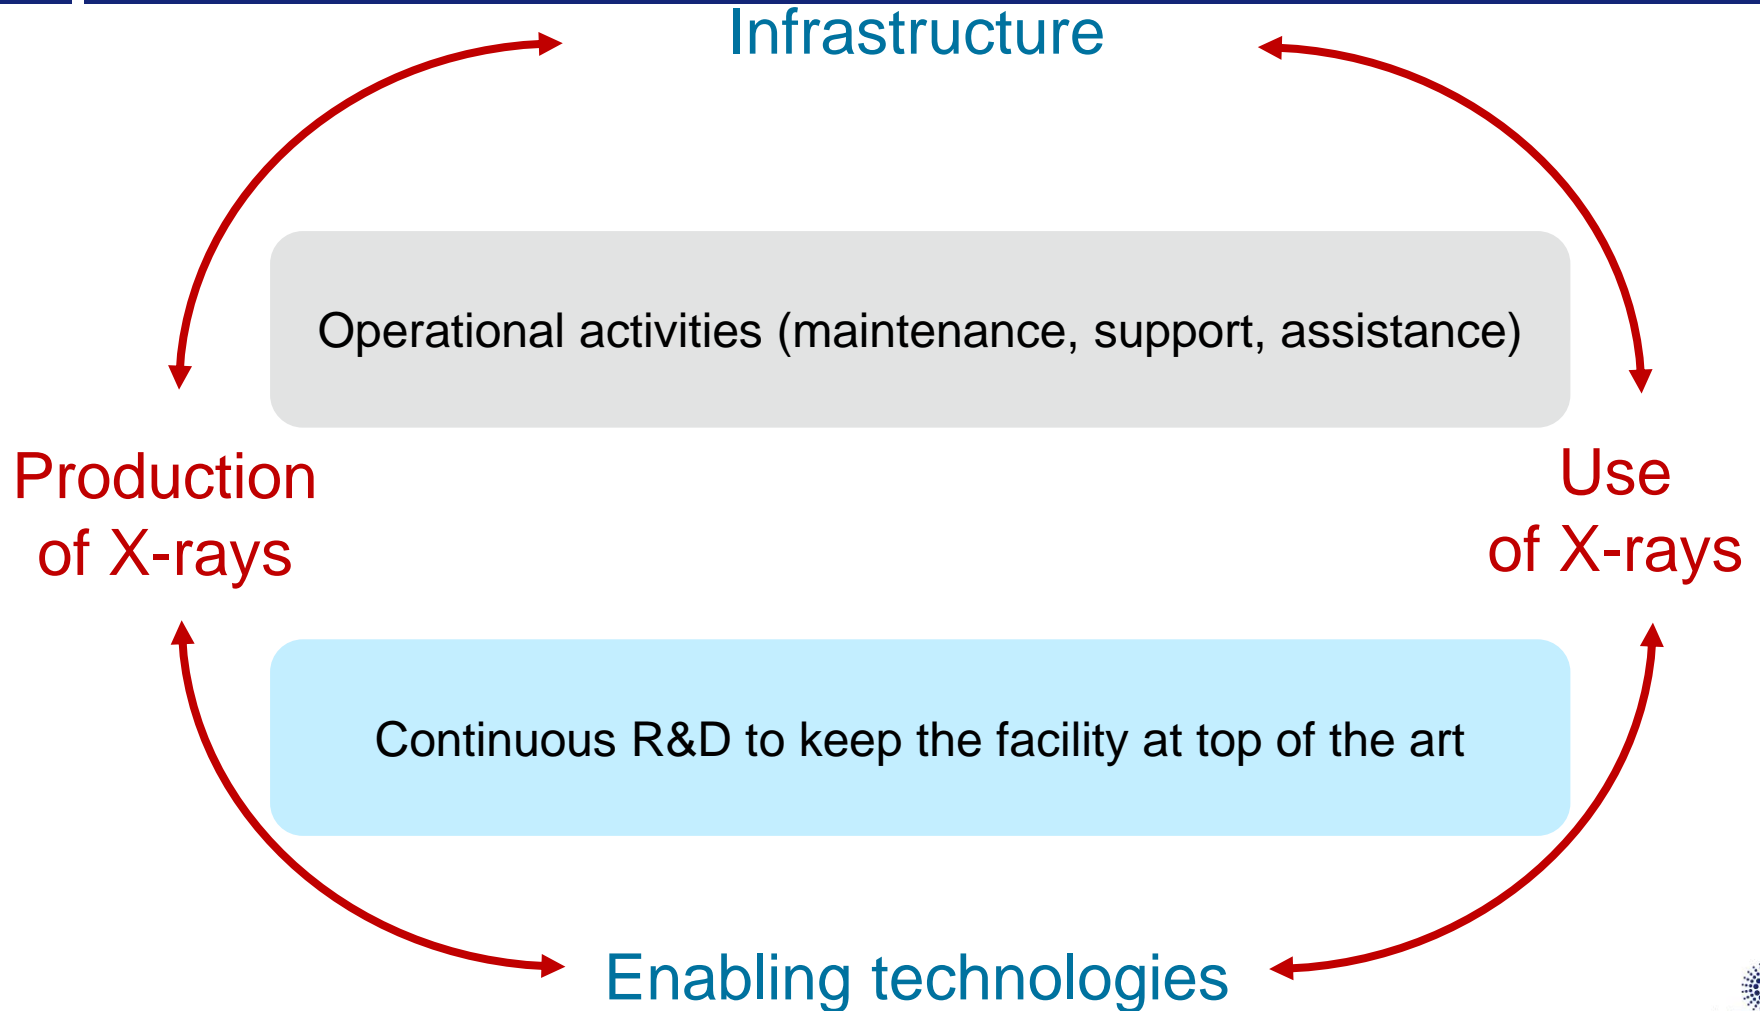 Infrastructure
Operational activities (maintenance, support, assistance)
Production
of X-rays
Use
of X-rays
Continuous R&D to keep the facility at top of the art
Enabling technologies